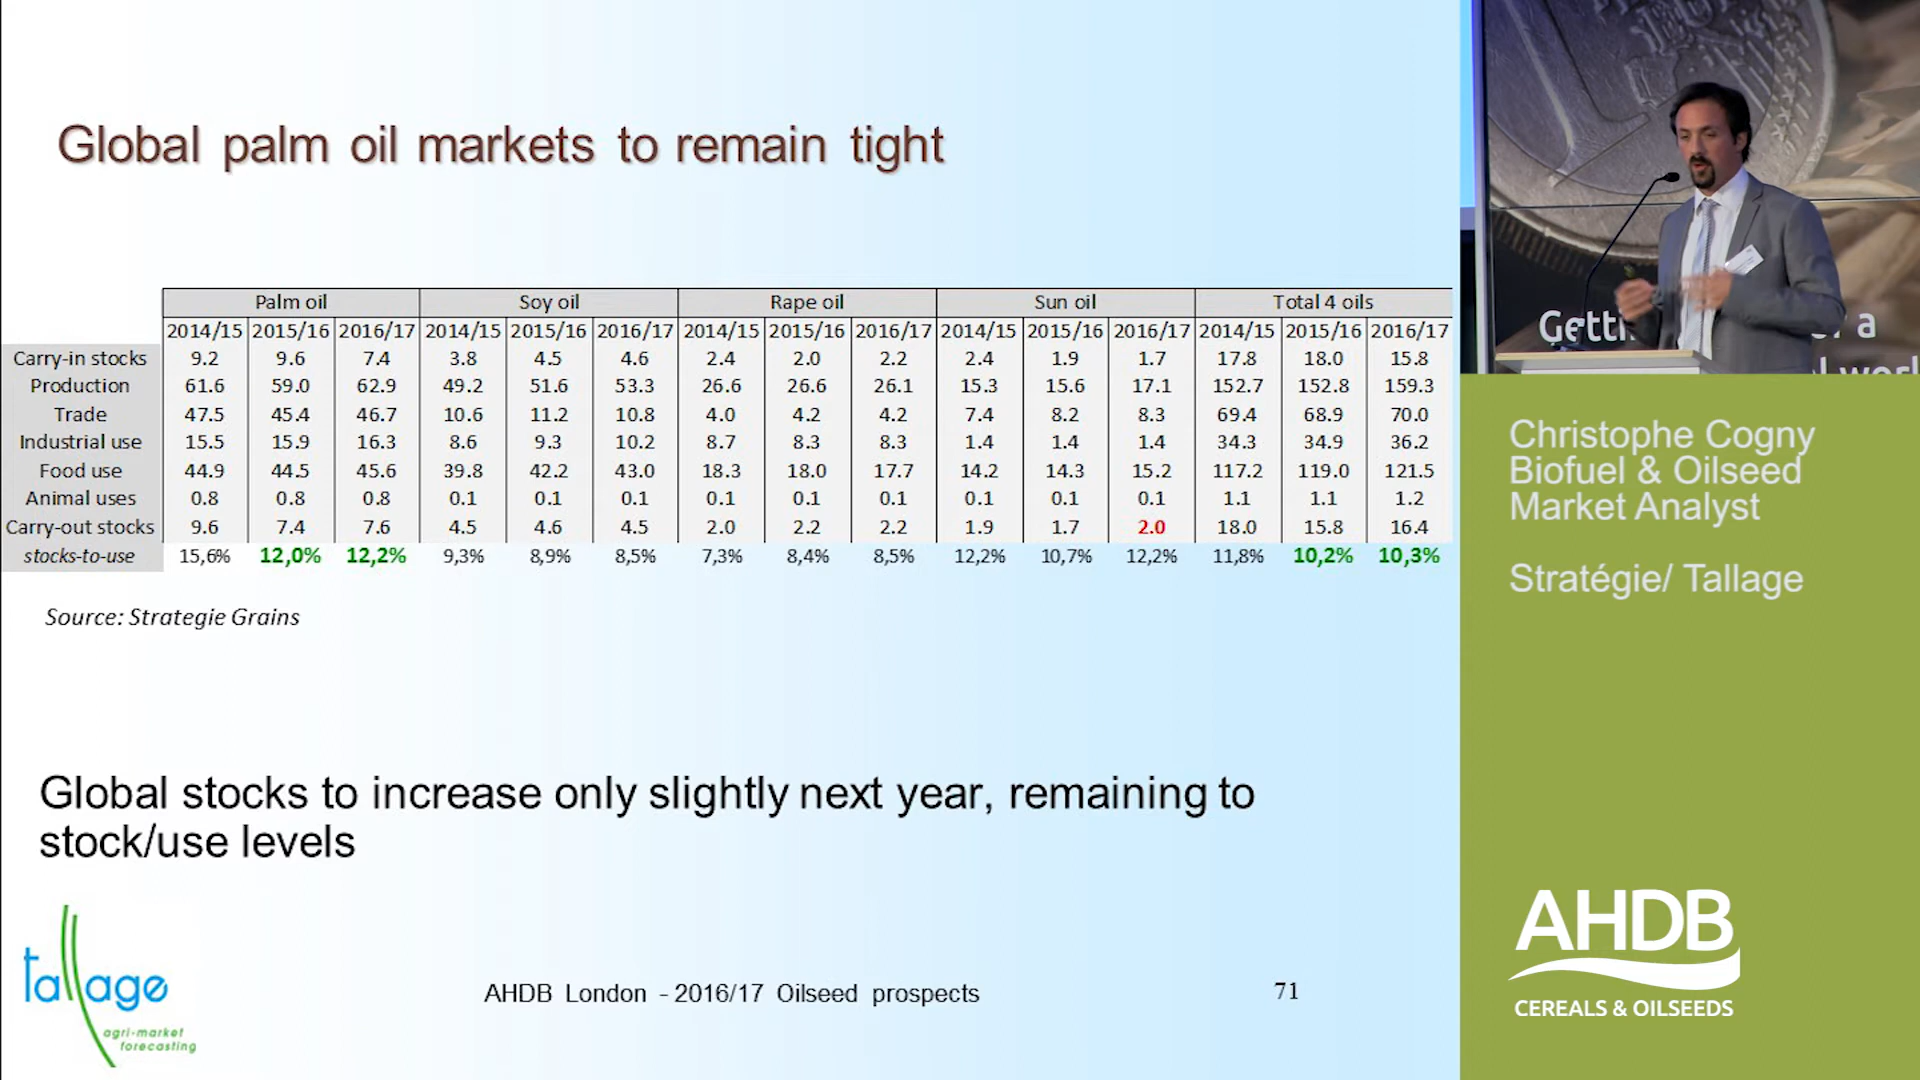 Global palm oil markets to remain tight
Palm oil Soy oil Rape oil Sun oil Total 4 oils
2014/15 2015/16 2016/17 2014/15 2015/16 2016/17 2014/15 2015/16 2016/17 2014/15 2015/16 2016/17 2014/15 2015/16 2016/17
Carry-in stocks 9.2 9.6 7.4 3.8 4.5 4.6 2.4 2.0 2.2 2.4 1.9 1.7 17.8 18.0 15.8
Production 61.6 59.0 62.9 49.2 51.6 53.3 26.6 26.6 26.1 15.3 15.6 17.1 152.7 152.8 159.3
Trade 47.5 45.4 46.7 10.6 11.2 10.8 4.0 4.2 4.2 7.4 8.2 8.3 69.4 68.9 70.0
Industrial use 15.5 15.9 16.3 8.6 9.3 10.2 8.7 8.3 8.3 1.4 1.4 1.4 34.3 34.9 36.2
Food use 44.9 44.5 45.6 39.8 42.2 43.0 18.3 18.0 17.7 14.2 14.3 15.2 117.2 119.0 121.5
Animal uses 0.8 0.8 0.8 0.1 0.1 0.1 0.1 0.1 0.1 0.1 0.1 0.1 1.1 1.1 1.2
Carry-out stocks 9.6 7.4 7.6 4.5 4.6 4.5 2.0 2.2 2.2 1.9 1.7 2.0 18.0 15.8 16.4
stocks-to-use 15,6% 12,0% 12,2% 9,3% 8,9% 8,5% 7,3% 8,4% 8,5% 12,2% 10,7% 12,2% 11,8% 10,2% 10,3%
Source: Strategie Grains
Global stocks to increase only slightly next year, remaining to
stock/use levels
tallage
agri-market
forecasting
AHDB London - 2016/17 Oilseed prospects
71
Christophe Cogny
Biofuel & Oilseed
Market Analyst
Stratégie/ Tallage
AHDB
CEREALS & OILSEEDS